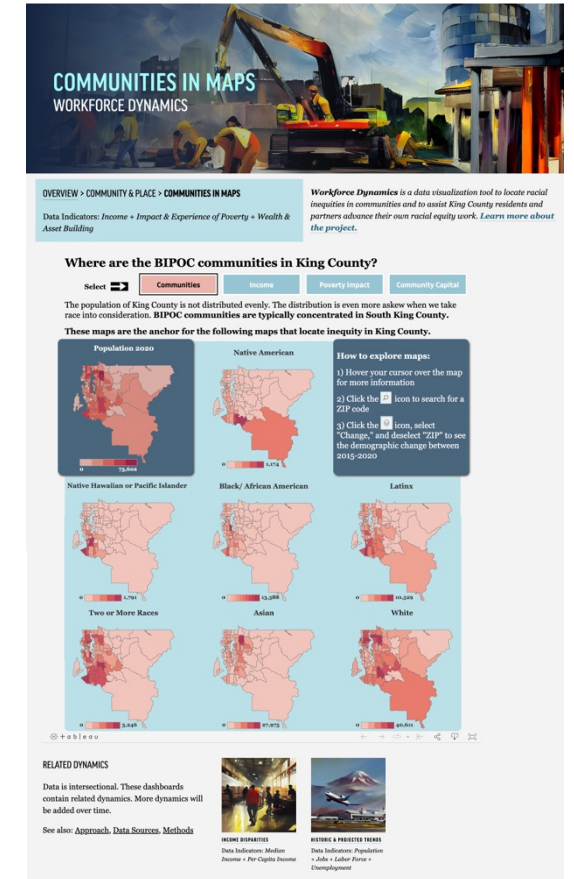 COMMUNITIES IN MAPS
WORKFORCE DYNAMICS
OVERVIEW > COMMUNITY & PLACE > COMMUNITIES IN MAPS
Data Indicators: Income + Impact & Experience of Poverty + Wealth &
Asset Building
Workforce Dynamics is a data visualization tool to locate racial
inequities in communities and to assist King County residents and
partners advance their own racial equity work. Learn more about
the project.
Where are the BIPOC communities in King County?
Select
Communities
Income
Poverty Impact
Community Capital
The population of King County is not distributed evenly. The distribution is even more askew when we take
race into consideration. BIPOC communities are typically concentrated in South King County.
These maps are the anchor for the following maps that locate inequity in King County.
Population 2020
0
Native American
0 1,174
How to explore maps:
1) Hover your cursor over the map
for more information
2) Click the icon to search for a
ZIP code
3) Click the icon, select
"Change," and deselect "ZIP" to see
the demographic change between
2015-2020
Native Hawaiian or Pacific Islander
0 1,791
Black/ African American
0 13,388
Latinx
0 10,529
Two or More Races
0 5,246
Asian
0
White
0
+ a b l e a u
RELATED DYNAMICS
Data is intersectional. These dashboards
contain related dynamics. More dynamics will
be added over time.
See also: Approach, Data Sources, Methods
INCOME DISPARITIES
Data Indicators: Median
Income + Per Capita Income
HISTORIC & PROJECTED TRENDS
Data Indicators: Population
+ Jobs + Labor Force +
Unemployment